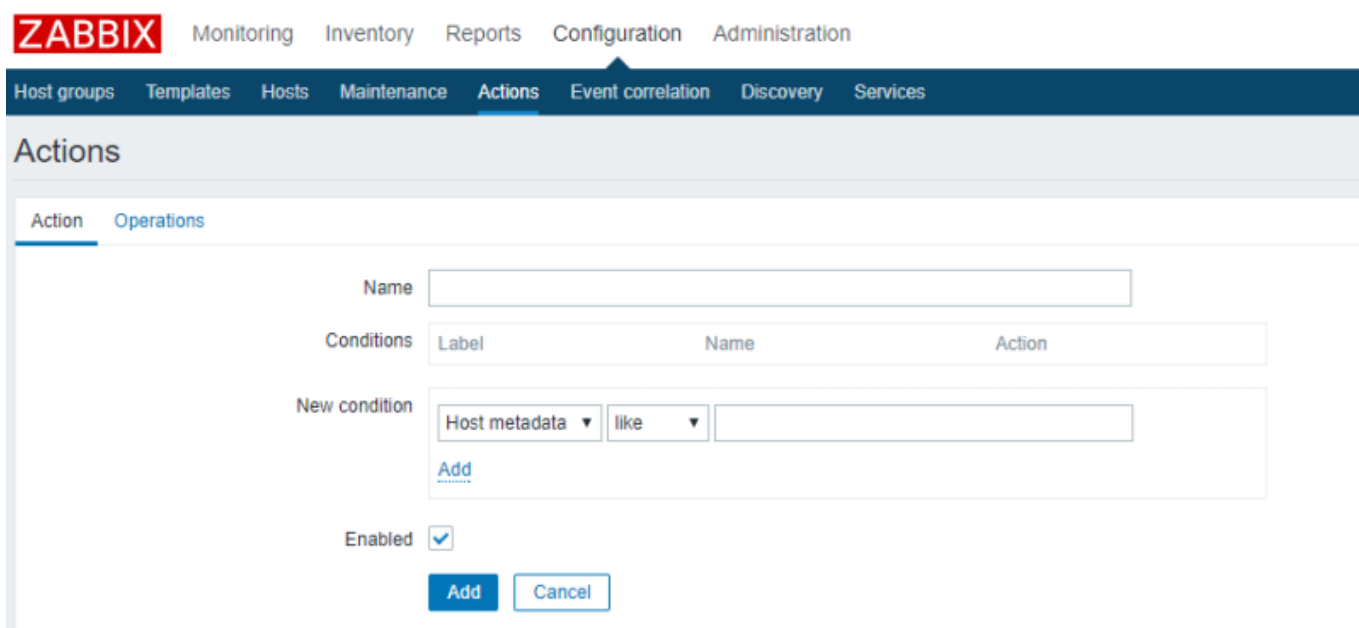 ZABBIX Monitoring Inventory Reports Configuration Administration
Host groups Templates Hosts Maintenance Actions Event correlation Discovery Services
Actions
Action Operations
Name
Conditions Label Name Action
New condition Host metadata like
Add
Enabled
Add Cancel